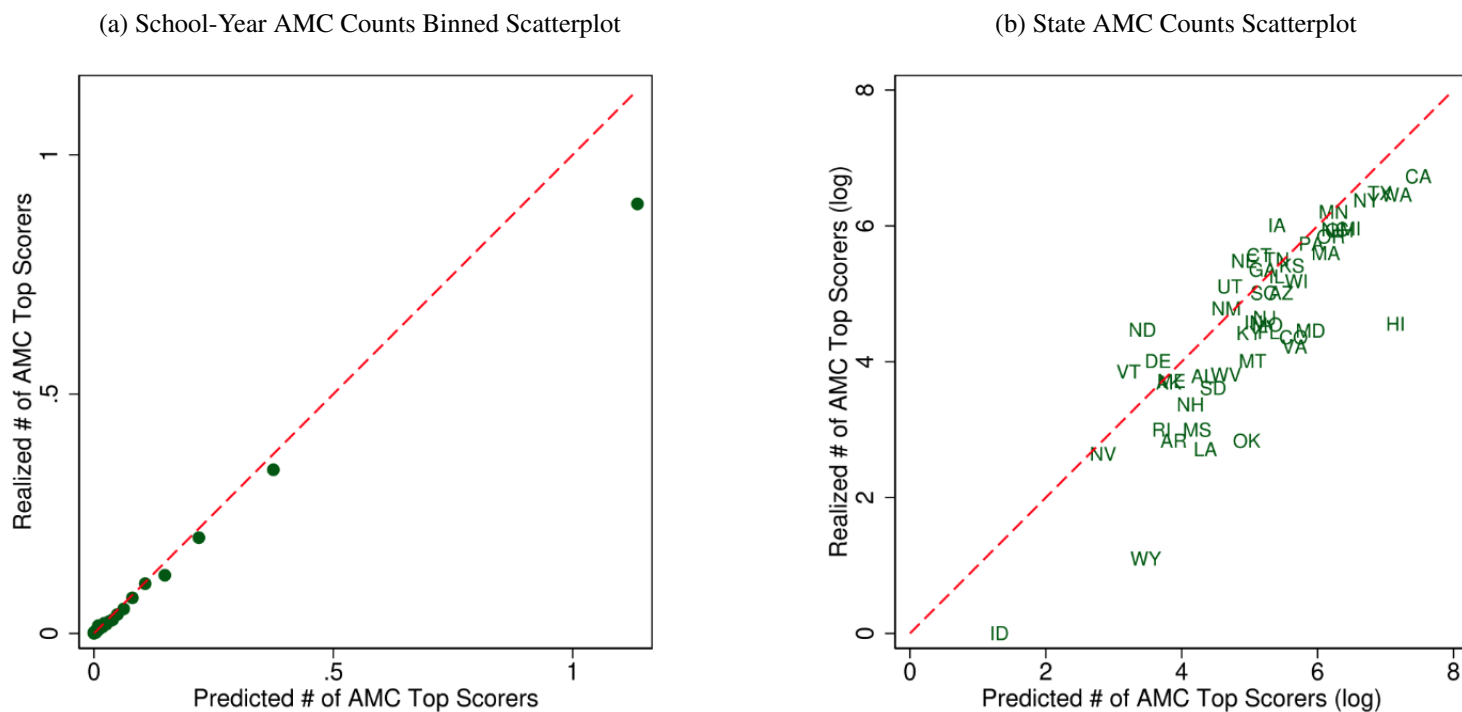 (a) School-Year AMC Counts Binned Scatterplot
Realized # of AMC Top Scorers
1
.5
0
0 .5 1
Predicted # of AMC Top Scorers
(b) State AMC Counts Scatterplot
Realized # of AMC Top Scorers (log)
8
6
4
2
0
CA
TX WA
NY
MN
IA
MI
PA
MA
CT
NE TN
GA KS
IL WI
UT
SC AZ
NM
NJ
ND HI
KY FL MD
CO
VA
DE MT
VT
AL WV
SD
NH
RI MS
AR OK
LA
NV
WY
ID
0 2 4 6 8
Predicted # of AMC Top Scorers (log)